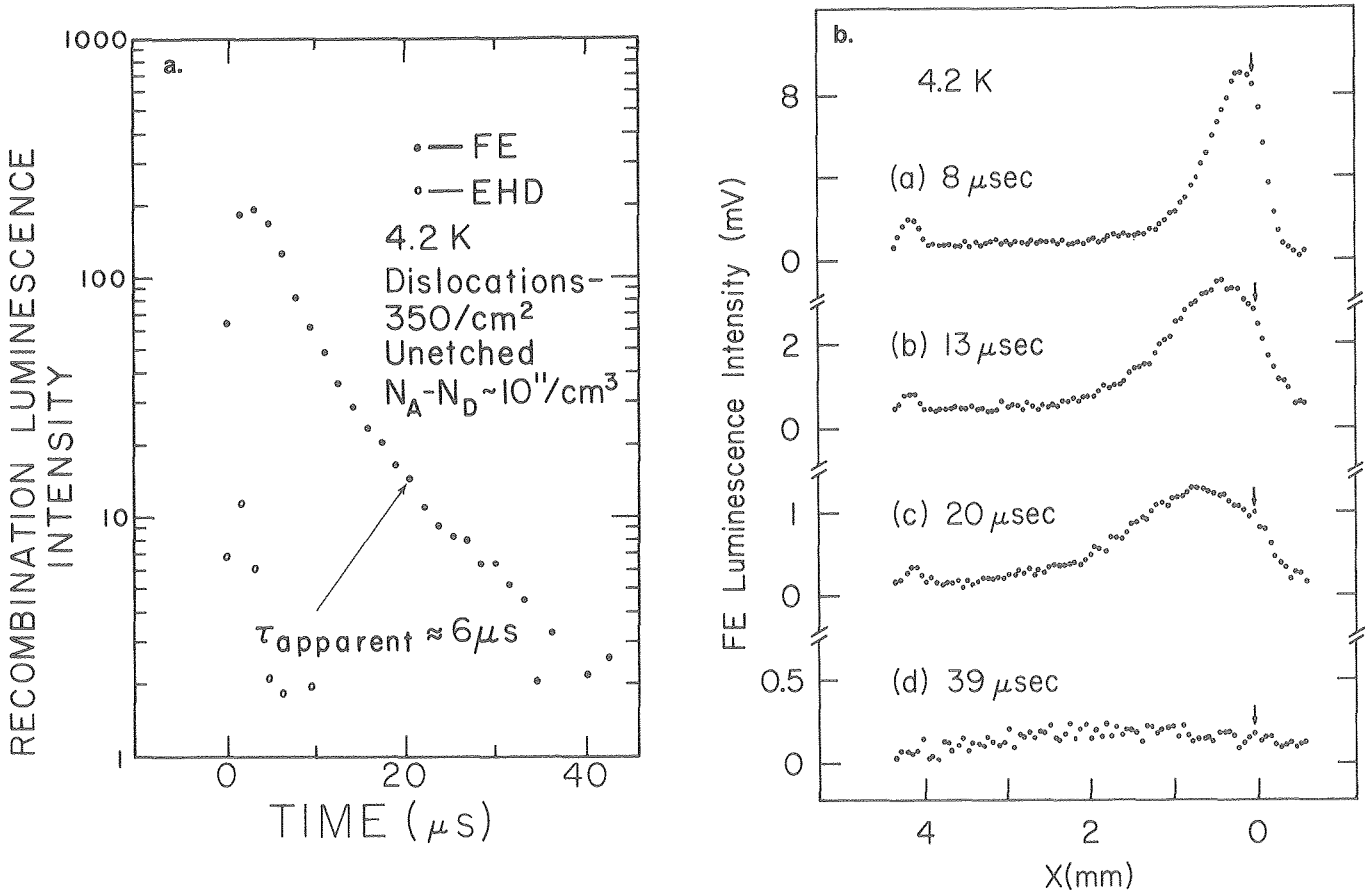 a.
RECOMBINATION LUMINESCENCE
INTENSITY
1000
100
10
1
— FE
— EHD
4.2 K
Dislocations-
350/cm²
Unetched
N_A-N_D~10''/cm³
τ_apparent ≈ 6μs
0
20
40
TIME (μs)
b.
FE Luminescence Intensity (mV)
4.2 K
8
(a) 8 μsec
0
2
(b) 13 μsec
0
1
(c) 20 μsec
0
0.5
(d) 39 μsec
0
4
2
0
X(mm)